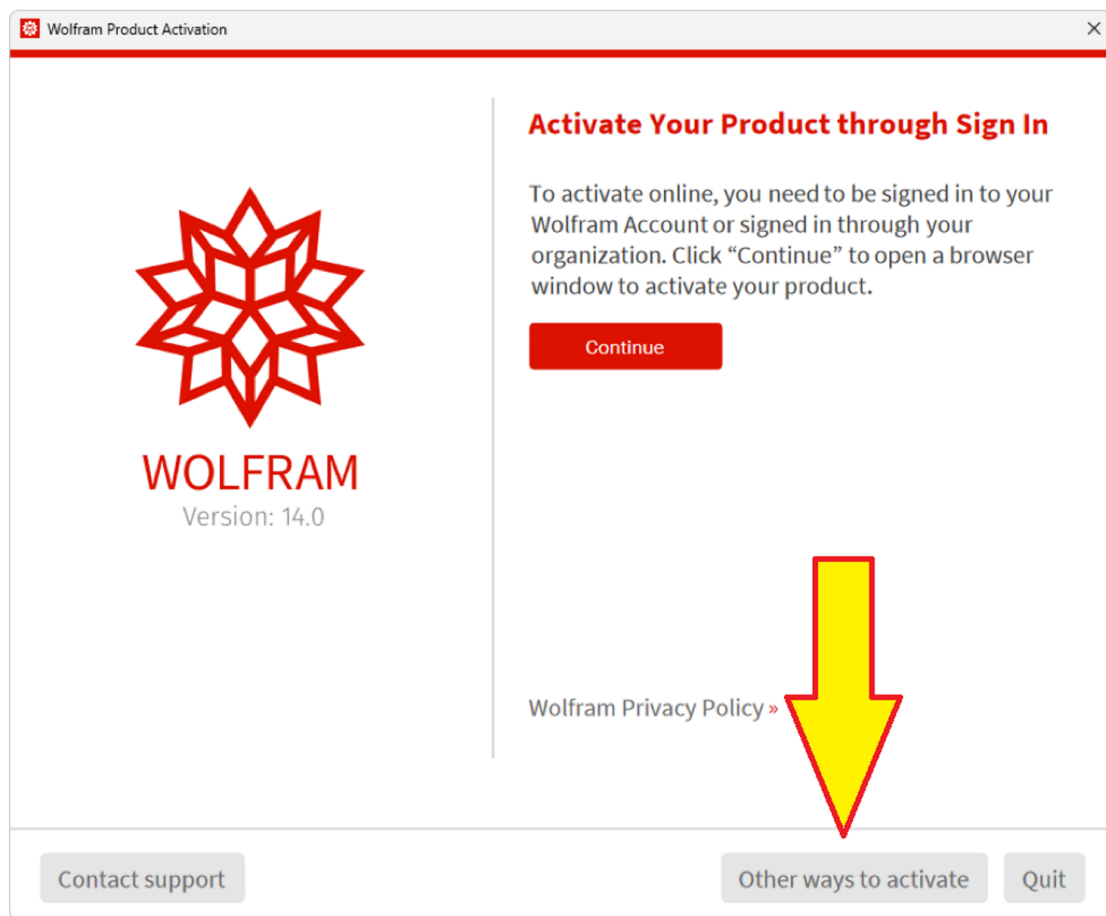 Wolfram Product Activation
Activate Your Product through Sign In
To activate online, you need to be signed in to your
Wolfram Account or signed in through your
organization. Click “Continue” to open a browser
window to activate your product.
Continue
WOLFRAM
Version: 14.0
Wolfram Privacy Policy »
Contact support
Other ways to activate
Quit